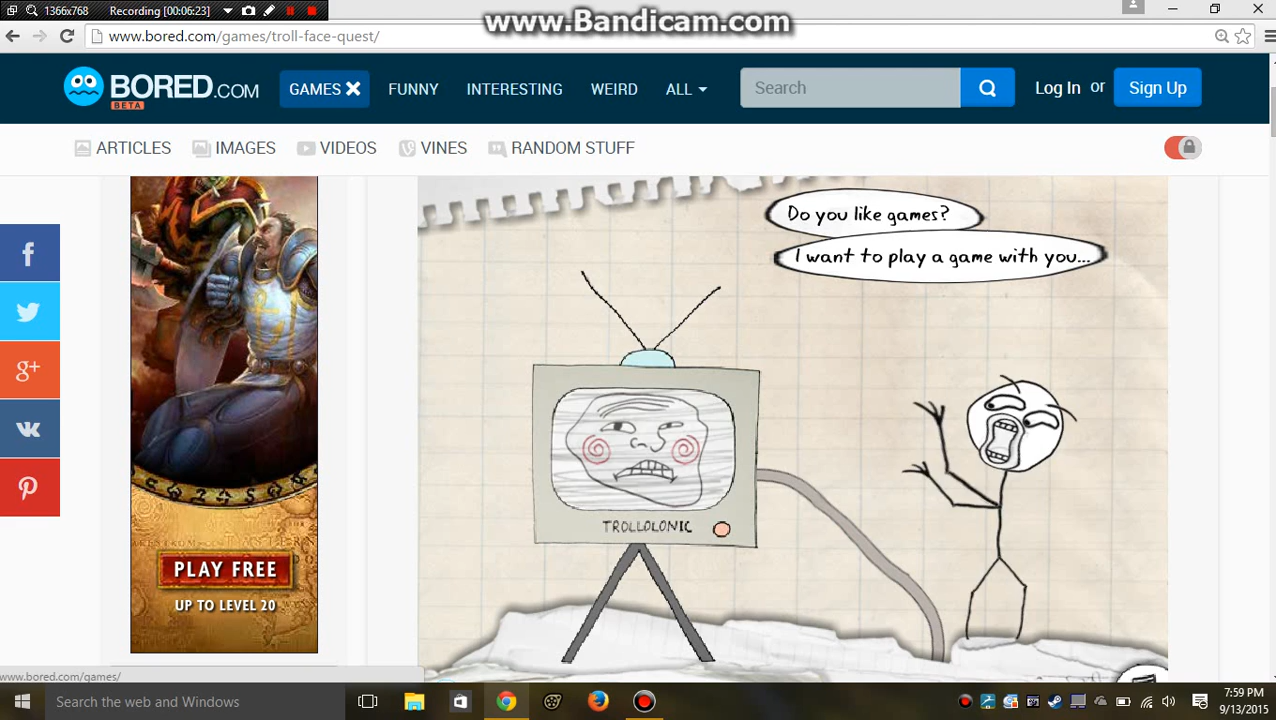 1366x768 Recording [00:06:23]
www.Bandicam.com
www.bored.com/games/troll-face-quest/
BORED.COM
BETA
GAMES FUNNY INTERESTING WEIRD ALL
Search
Log In or Sign Up
ARTICLES IMAGES VIDEOS VINES RANDOM STUFF
Do you like games?
I want to play a game with you...
TROLLOLONIC
PLAY FREE
UP TO LEVEL 20
www.bored.com/games/
Search the web and Windows
7:59 PM
9/13/2015